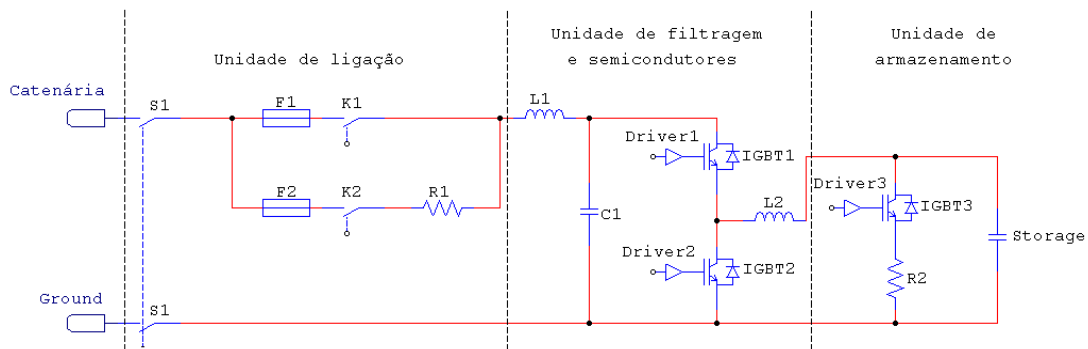 Unidade de ligação
Unidade de filtragem
e semicondutores
Unidade de
armazenamento
Catenária
S1
F1
K1
L1
Driver1
IGBT1
F2
K2
R1
C1
L2
Driver3
IGBT3
Driver2
IGBT2
Storage
R2
Ground
S1